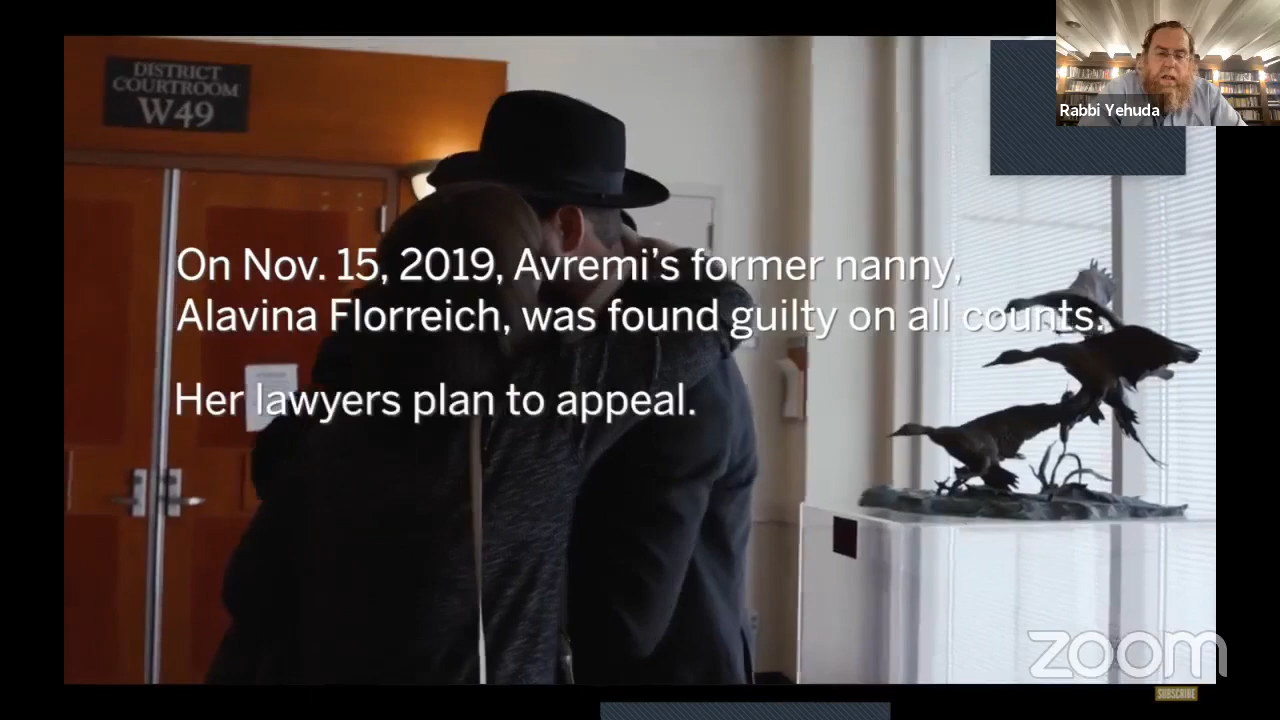 Rabbi Yehuda
DISTRICT
COURTROOM
W49
On Nov. 15, 2019, Avremi's former nanny,
Alavina Florreich, was found guilty on all counts.
Her lawyers plan to appeal.
zoom
SUBSCRIBE